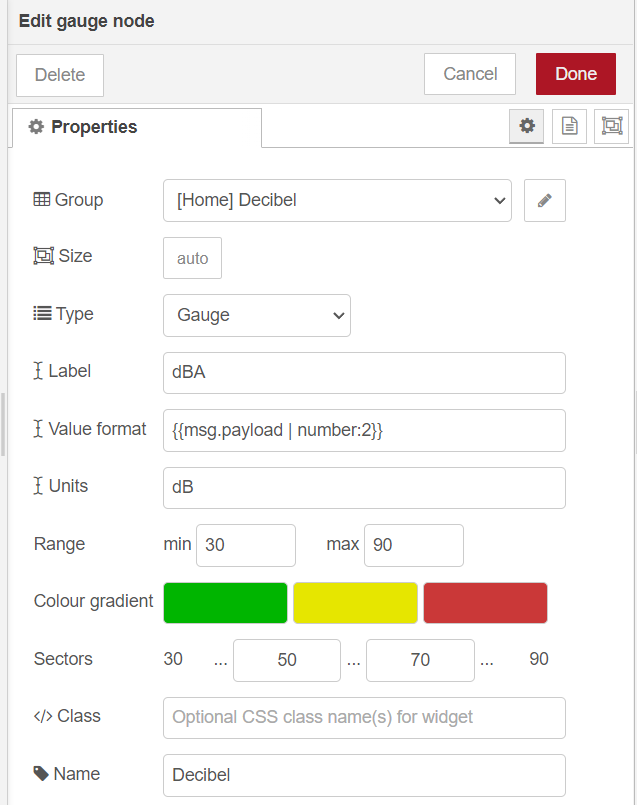 Edit gauge node
Delete Cancel Done
Properties
Group [Home] Decibel
Size auto
Type Gauge
Label dBA
Value format {{msg.payload | number:2}}
Units dB
Range min 30 max 90
Colour gradient
Sectors 30 ... 50 ... 70 ... 90
</> Class Optional CSS class name(s) for widget
Name Decibel